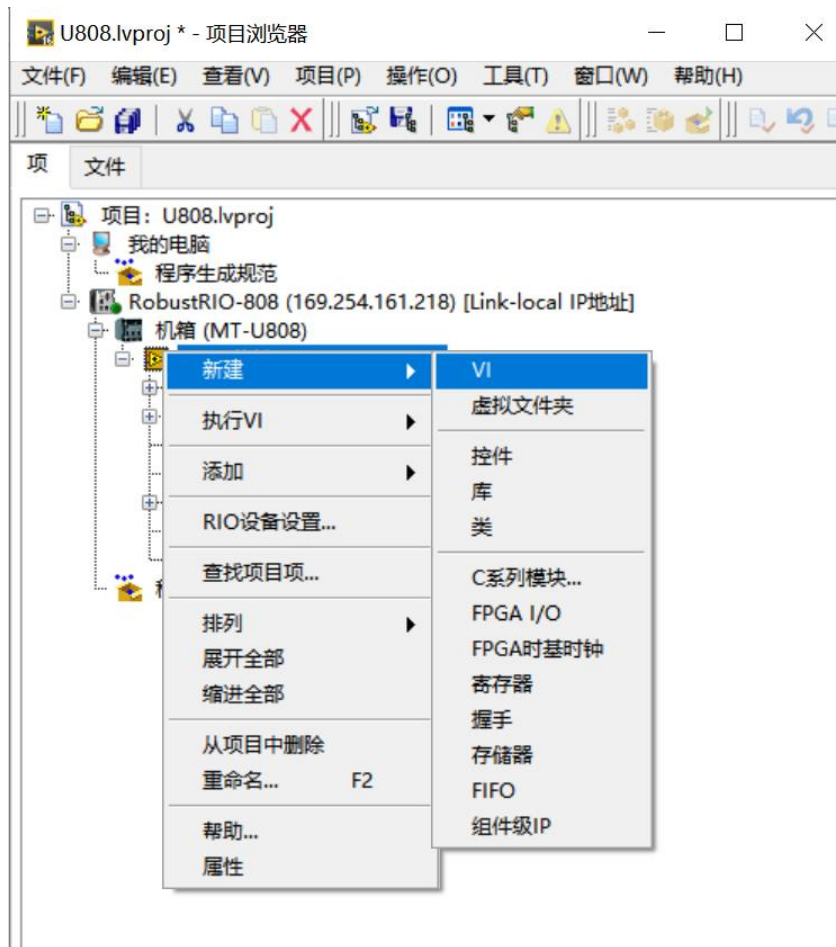 U808.lvproj * - 项目浏览器
文件(F) 编辑(E) 查看(V) 项目(P) 操作(O) 工具(T) 窗口(W) 帮助(H)
项 文件
项目：U808.lvproj
我的电脑
程序生成规范
RobustRIO-808 (169.254.161.218) [Link-local IP地址]
机箱 (MT-U808)
新建
执行VI
添加
RIO设备设置...
查找项目项...
排列
展开全部
缩进全部
从项目中删除
重命名... F2
帮助...
属性
VI
虚拟文件夹
控件
库
类
C系列模块...
FPGA I/O
FPGA时基时钟
寄存器
握手
存储器
FIFO
组件级IP